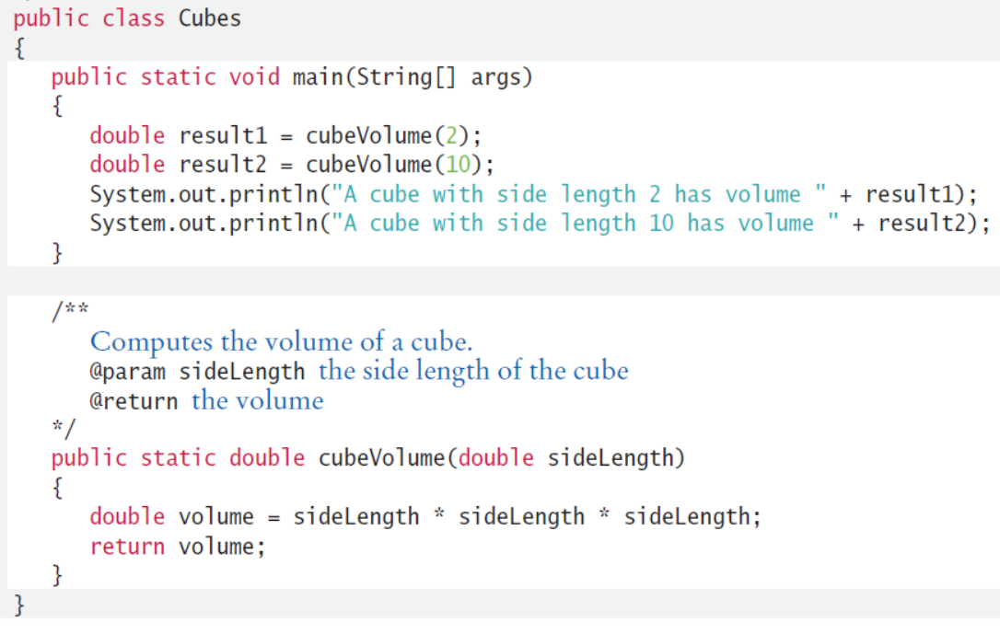 public class Cubes
{
   public static void main(String[] args)
   {
      double result1 = cubeVolume(2);
      double result2 = cubeVolume(10);
      System.out.println("A cube with side length 2 has volume " + result1);
      System.out.println("A cube with side length 10 has volume " + result2);
   }

   /**
      Computes the volume of a cube.
      @param sideLength the side length of the cube
      @return the volume
   */
   public static double cubeVolume(double sideLength)
   {
      double volume = sideLength * sideLength * sideLength;
      return volume;
   }
}